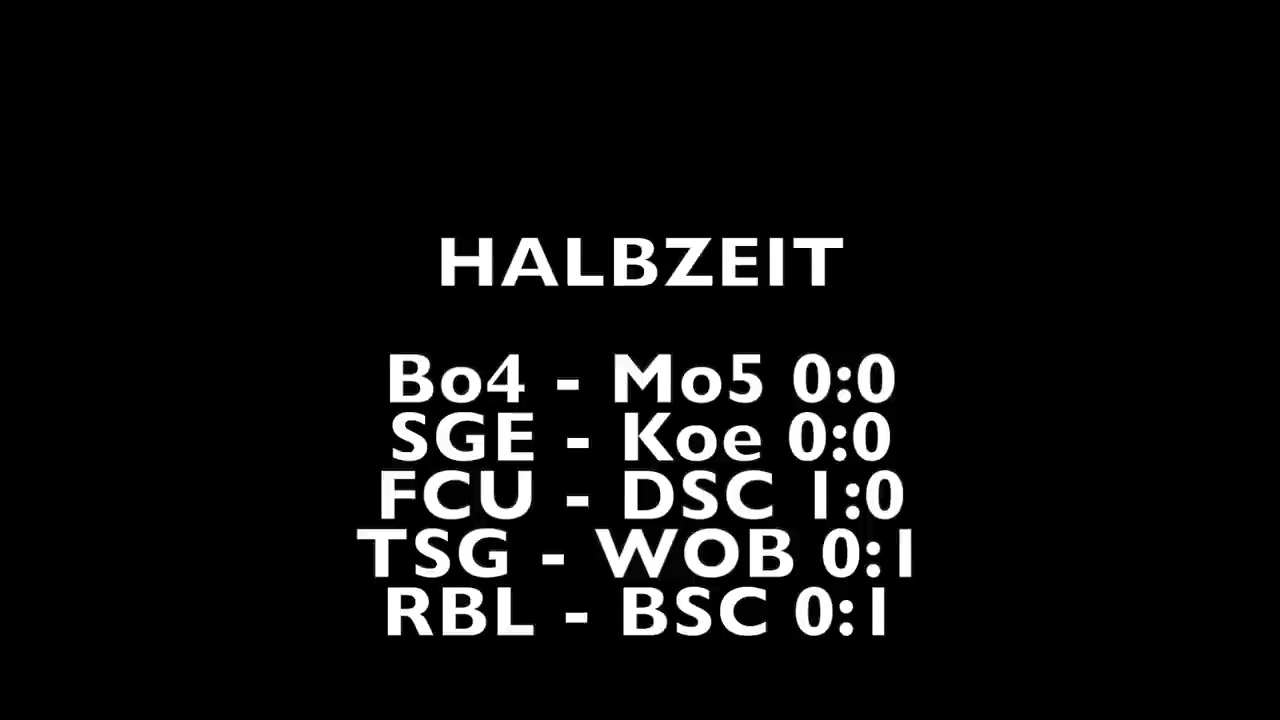 HALBZEIT
Bo4 - Mo5 0:0
SGE - Koe 0:0
FCU - DSC 1:0
TSG - WOB 0:1
RBL - BSC 0:1